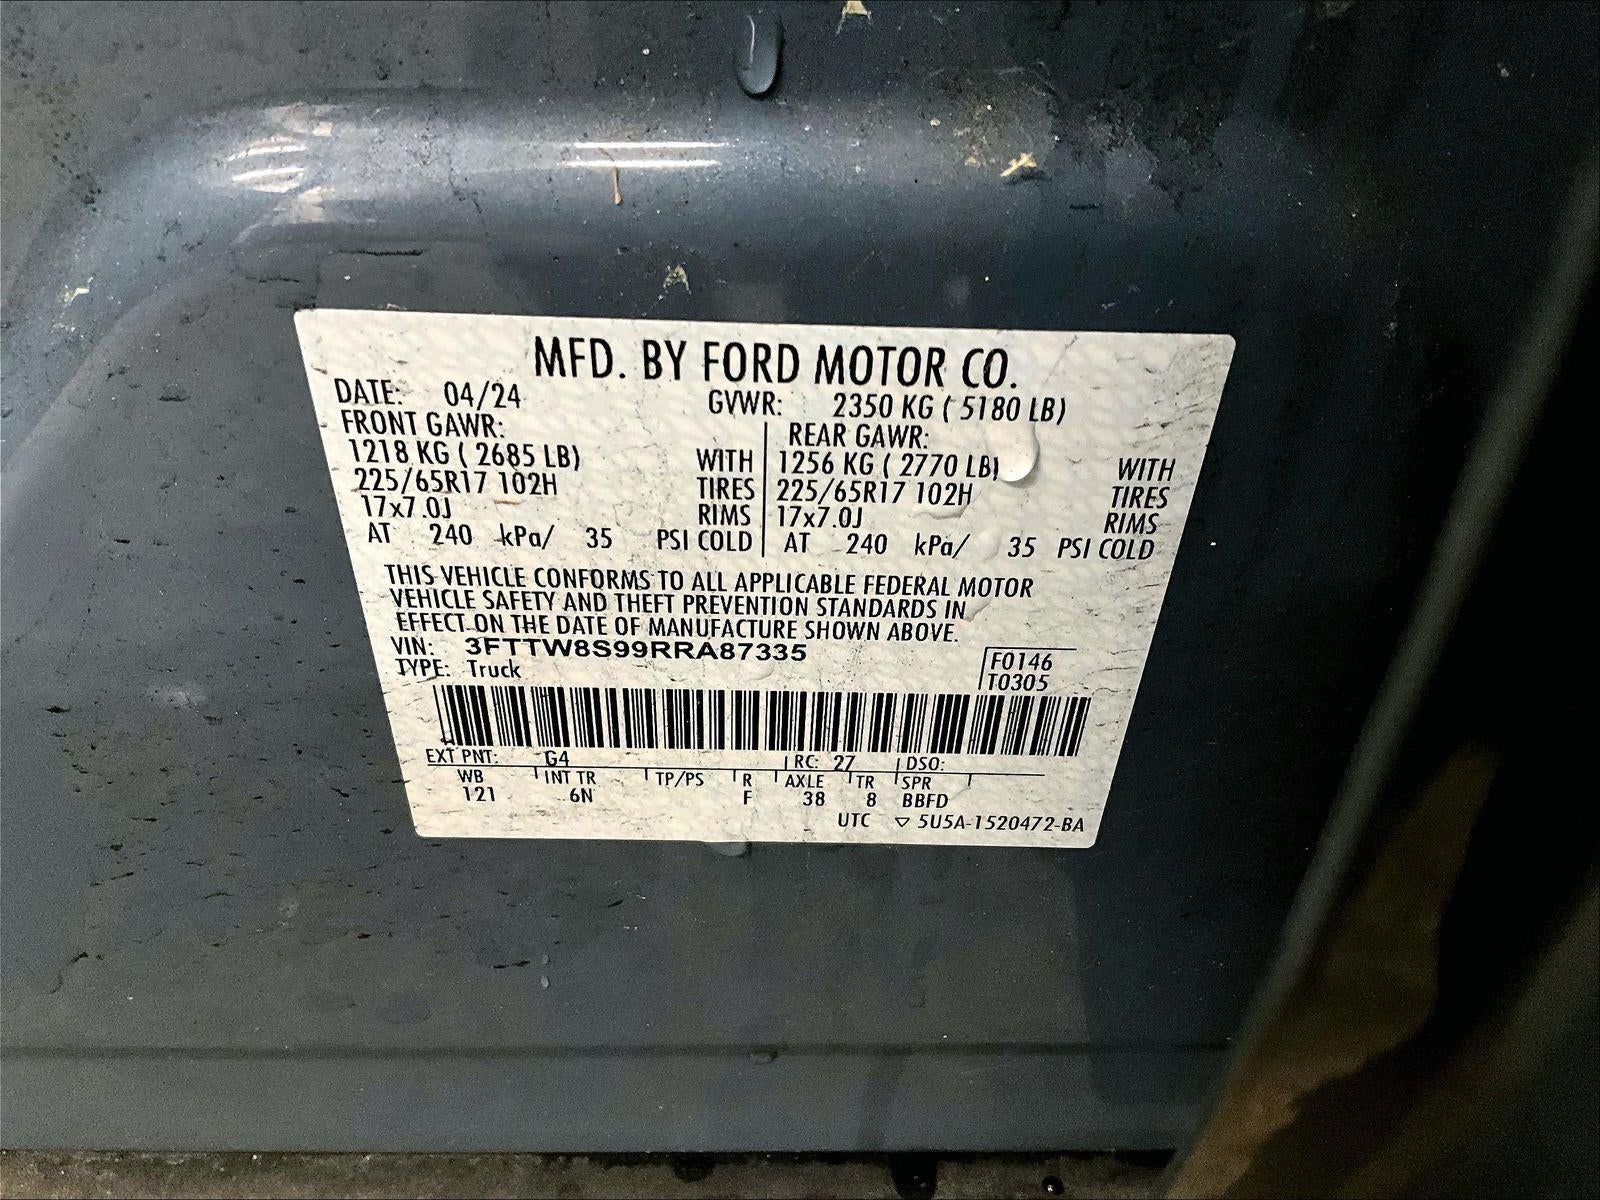 MFD. BY FORD MOTOR CO.
DATE: 04/24 GVWR: 2350 KG ( 5180 LB)
FRONT GAWR: REAR GAWR:
1218 KG ( 2685 LB) WITH 1256 KG ( 2770 LB) WITH
225/65R17 102H TIRES 225/65R17 102H TIRES
17x7.0J RIMS 17x7.0J RIMS
AT 240 kPa/ 35 PSI COLD AT 240 kPa/ 35 PSI COLD
THIS VEHICLE CONFORMS TO ALL APPLICABLE FEDERAL MOTOR
VEHICLE SAFETY AND THEFT PREVENTION STANDARDS IN
EFFECT ON THE DATE OF MANUFACTURE SHOWN ABOVE.
VIN: 3FTTW8S99RRA87335
TYPE: Truck
F0146
T0305
EXT PNT: G4 RC: 27 DSO:
WB INT TR TP/PS R AXLE TR SPR
121 6N F 38 8 BBFD
UTC ▽ 5U5A-1520472-BA